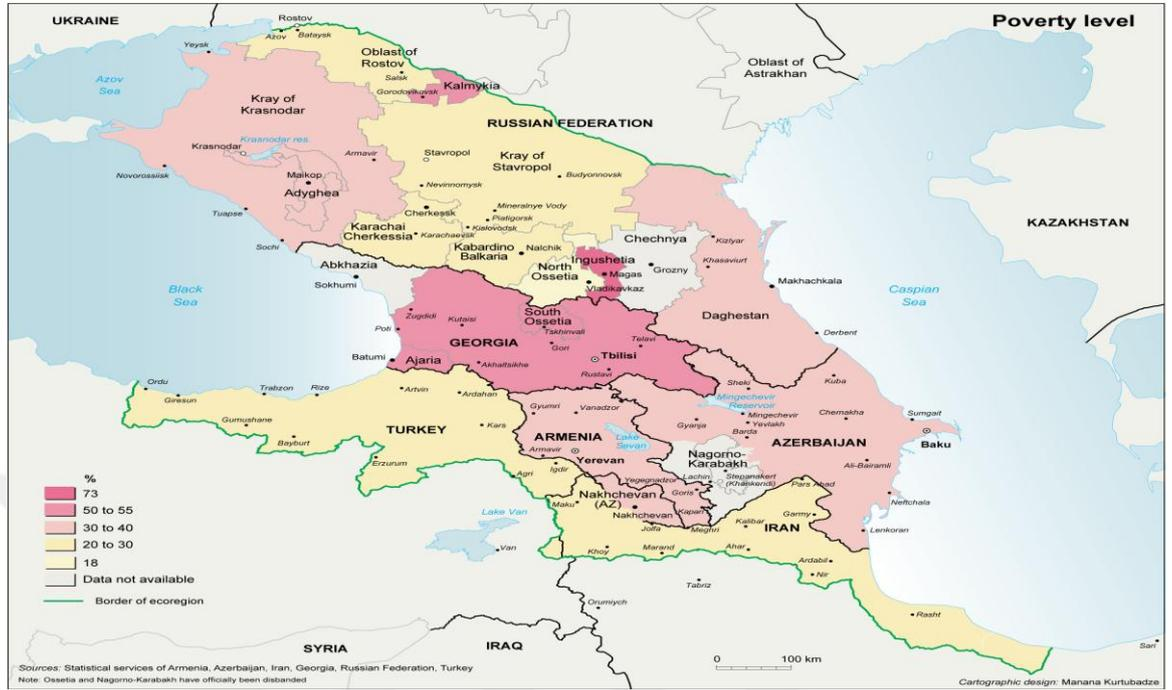 Poverty level
UKRAINE
Rostov
Azov
Bataysk
Yeysk
Oblast of
Rostov
Salsk
Oblast of
Astrakhan
Azov
Sea
Gorodovikovsk
Kalmykia
Kray of
Krasnodar
RUSSIAN FEDERATION
Krasnodar res.
Krasnodar
Armavir
Stavropol
Kray of
Stavropol
Novorossiisk
Maikop
Adyghea
Nevinnomysk
Budyonnovsk
Tuapse
Cherkessk
Mineralnye Vody
Piatigorsk
Kislovodsk
KAZAKHSTAN
Sochi
Karachai
Cherkessia
Karachaevsk
Kabardino
Balkaria
Nalchik
Chechnya
Kizlyar
Abkhazia
Sokhumi
North
Ossetia
Ingushetia
Magas
Grozny
Khasaviurt
Vladikavkaz
Makhachkala
Black
Sea
Caspian
Sea
Zugdidi
Kutaisi
South
Ossetia
Tskhinvali
Daghestan
Poti
GEORGIA
Gori
Telavi
Derbent
Batumi
Ajaria
Akhaltsikhe
Tbilisi
Rustavi
Ordu
Giresun
Trabzon
Rize
Artvin
Ardahan
Sheki
Kuba
Mingechevir
Reservoir
Gumushane
Bayburt
TURKEY
Kars
Gyumri
Vanadzor
Gyanja
Mingechevir
Yevlakh
Barda
Chemakha
Sumgait
Baku
ARMENIA
Lake
Sevan
AZERBAIJAN
Armavir
Yerevan
Erzurum
Igdir
Agri
Nagorno-
Karabakh
Lachin
Stepanakert
(Khankendi)
Ali-Bairamli
Yegegnadzor
Goris
Pars Abad
Maku
Nakhchevan
(AZ)
Nakhchevan
Kapan
Neftchala
Garmy
Lake Van
Van
Jolfa
Meghri
Kalibar
IRAN
Lenkoran
Khoy
Marand
Ahar
Ardabil
Nir
Tabriz
Orumiych
Rasht
Sari
%
73
50 to 55
30 to 40
20 to 30
18
Data not available
Border of ecoregion
SYRIA
IRAQ
0 100 km
Sources: Statistical services of Armenia, Azerbaijan, Iran, Georgia, Russian Federation, Turkey
Note: Ossetia and Nagorno-Karabakh have officially been disbanded
Cartographic design: Manana Kurtubadze